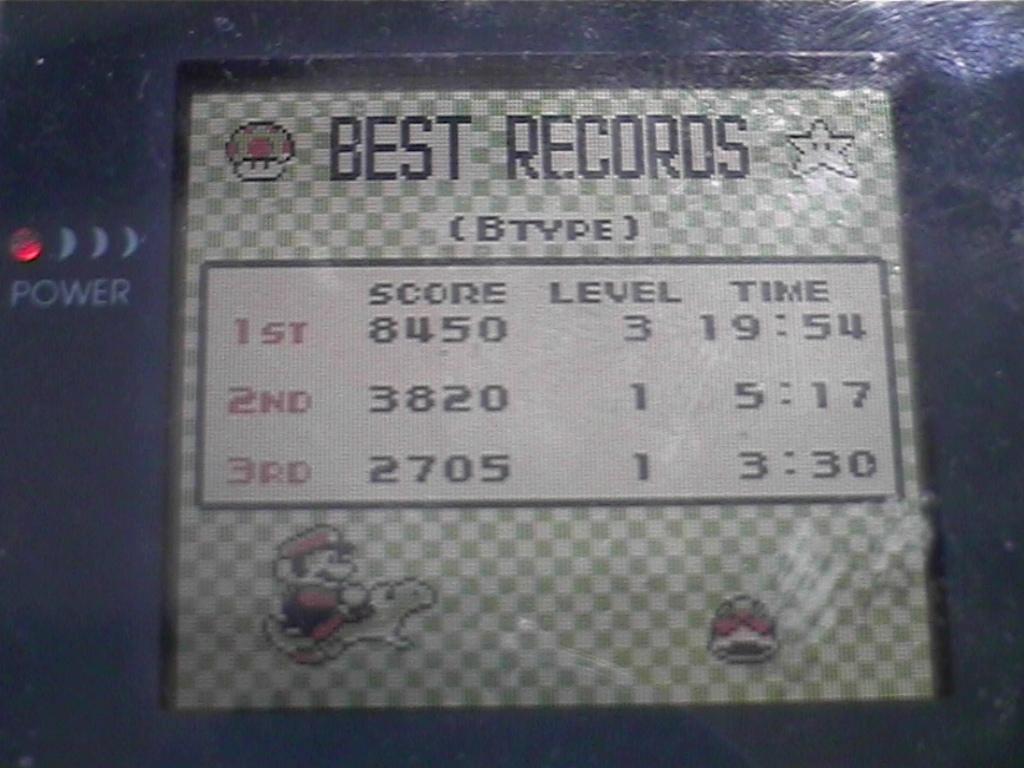 BEST RECORDS
(BTYPE)
SCORE LEVEL TIME
1ST 8450 3 19:54
2ND 3820 1 5:17
3RD 2705 1 3:30
POWER